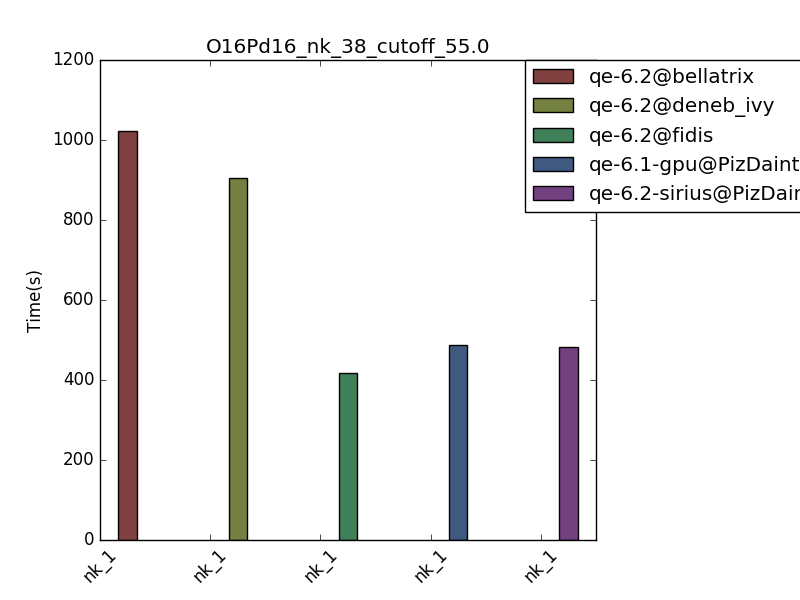 O16Pd16_nk_38_cutoff_55.0
1200
1000
800
600
400
200
0
Time(s)
nk_1
nk_1
nk_1
nk_1
nk_1
qe-6.2@bellatrix
qe-6.2@deneb_ivy
qe-6.2@fidis
qe-6.1-gpu@PizDaint
qe-6.2-sirius@PizDain